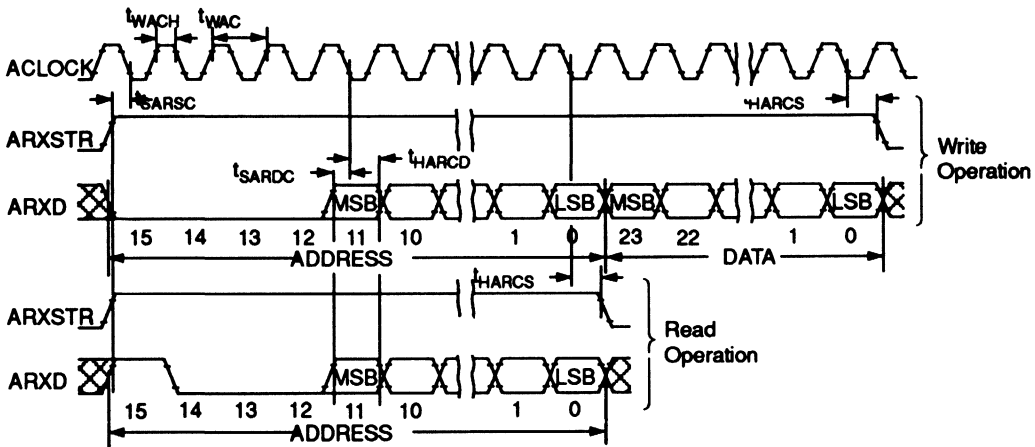 tWACH tWAC
ACLOCK
tSARSC tHARCS
ARXSTR
tSARDC tHARCD
Write
Operation
ARXD MSB LSB MSB LSB
15 14 13 12 11 10 1 0 23 22 1 0
ADDRESS DATA
tHARCS
ARXSTR
Read
Operation
ARXD MSB LSB
15 14 13 12 11 10 1 0
ADDRESS